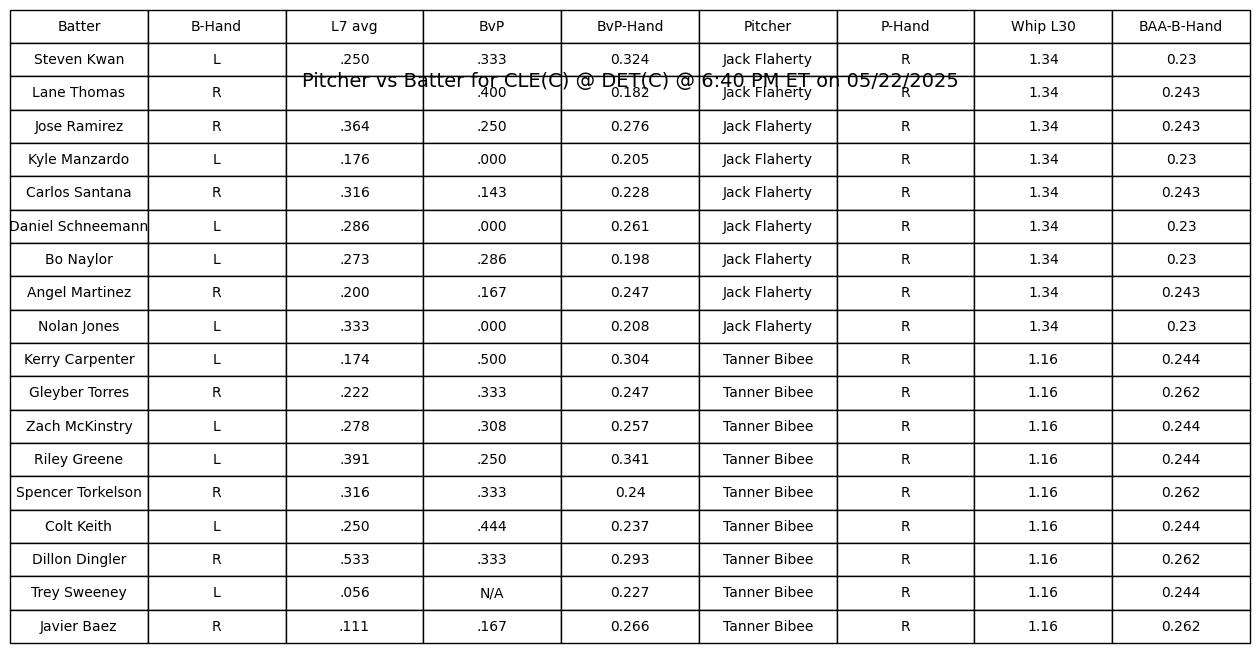 Batter B-Hand L7 avg BvP BvP-Hand Pitcher P-Hand Whip L30 BAA-B-Hand
Steven Kwan L .250 .333 0.324 Jack Flaherty R 1.34 0.23
Pitcher vs Batter for CLE(C) @ DET(C) @ 6:40 PM ET on 05/22/2025
Lane Thomas R .400 0.182 Jack Flaherty R 1.34 0.243
Jose Ramirez R .364 .250 0.276 Jack Flaherty R 1.34 0.243
Kyle Manzardo L .176 .000 0.205 Jack Flaherty R 1.34 0.23
Carlos Santana R .316 .143 0.228 Jack Flaherty R 1.34 0.243
Daniel Schneemann L .286 .000 0.261 Jack Flaherty R 1.34 0.23
Bo Naylor L .273 .286 0.198 Jack Flaherty R 1.34 0.23
Angel Martinez R .200 .167 0.247 Jack Flaherty R 1.34 0.243
Nolan Jones L .333 .000 0.208 Jack Flaherty R 1.34 0.23
Kerry Carpenter L .174 .500 0.304 Tanner Bibee R 1.16 0.244
Gleyber Torres R .222 .333 0.247 Tanner Bibee R 1.16 0.262
Zach McKinstry L .278 .308 0.257 Tanner Bibee R 1.16 0.244
Riley Greene L .391 .250 0.341 Tanner Bibee R 1.16 0.244
Spencer Torkelson R .316 .333 0.24 Tanner Bibee R 1.16 0.262
Colt Keith L .250 .444 0.237 Tanner Bibee R 1.16 0.244
Dillon Dingler R .533 .333 0.293 Tanner Bibee R 1.16 0.262
Trey Sweeney L .056 N/A 0.227 Tanner Bibee R 1.16 0.244
Javier Baez R .111 .167 0.266 Tanner Bibee R 1.16 0.262